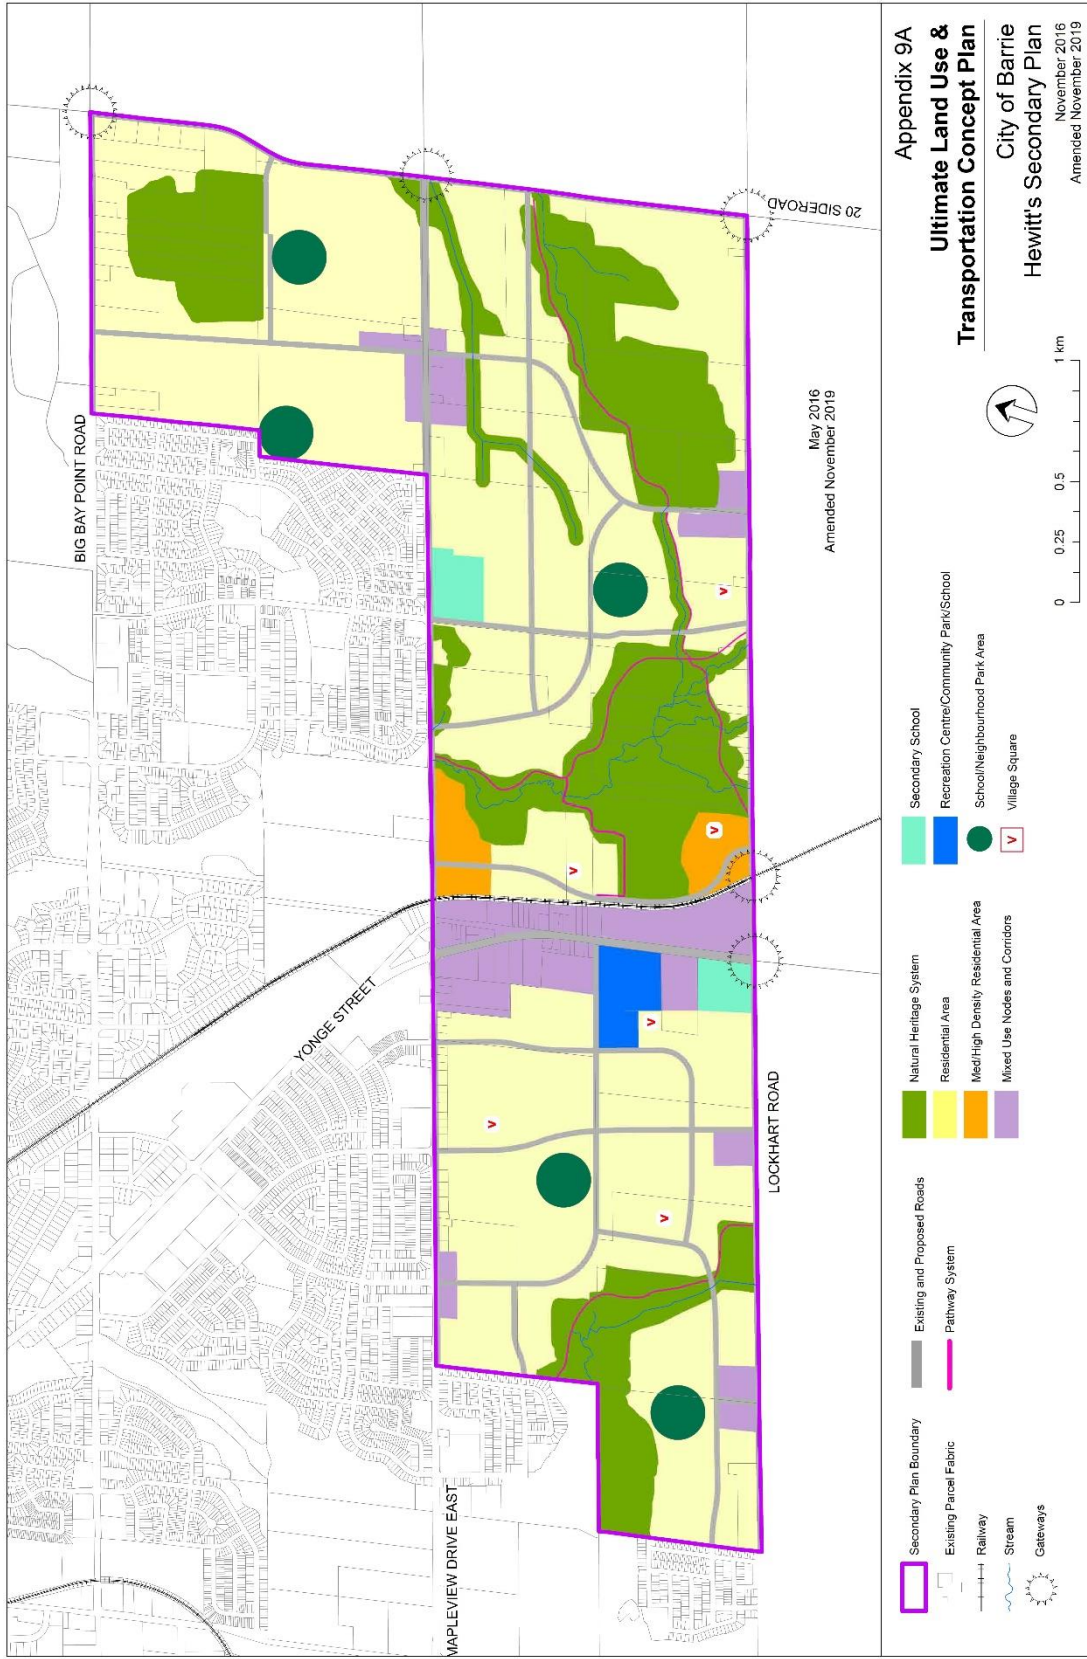 Appendix 9A
Ultimate Land Use &
Transportation Concept Plan
City of Barrie
Hewitt's Secondary Plan
November 2016
Amended November 2019
BIG BAY POINT ROAD
20 SIDEROAD
YONGE STREET
MAPLEVIEW DRIVE EAST
LOCKHART ROAD
May 2016
Amended November 2019
V
V
V
V
V
V
0 0.25 0.5 1 km
Secondary Plan Boundary
Existing Parcel Fabric
Railway
Stream
Gateways
Existing and Proposed Roads
Pathway System
Natural Heritage System
Residential Area
Med/High Density Residential Area
Mixed Use Nodes and Corridors
Secondary School
Recreation Centre/Community Park/School
School/Neighbourhood Park Area
V
Village Square